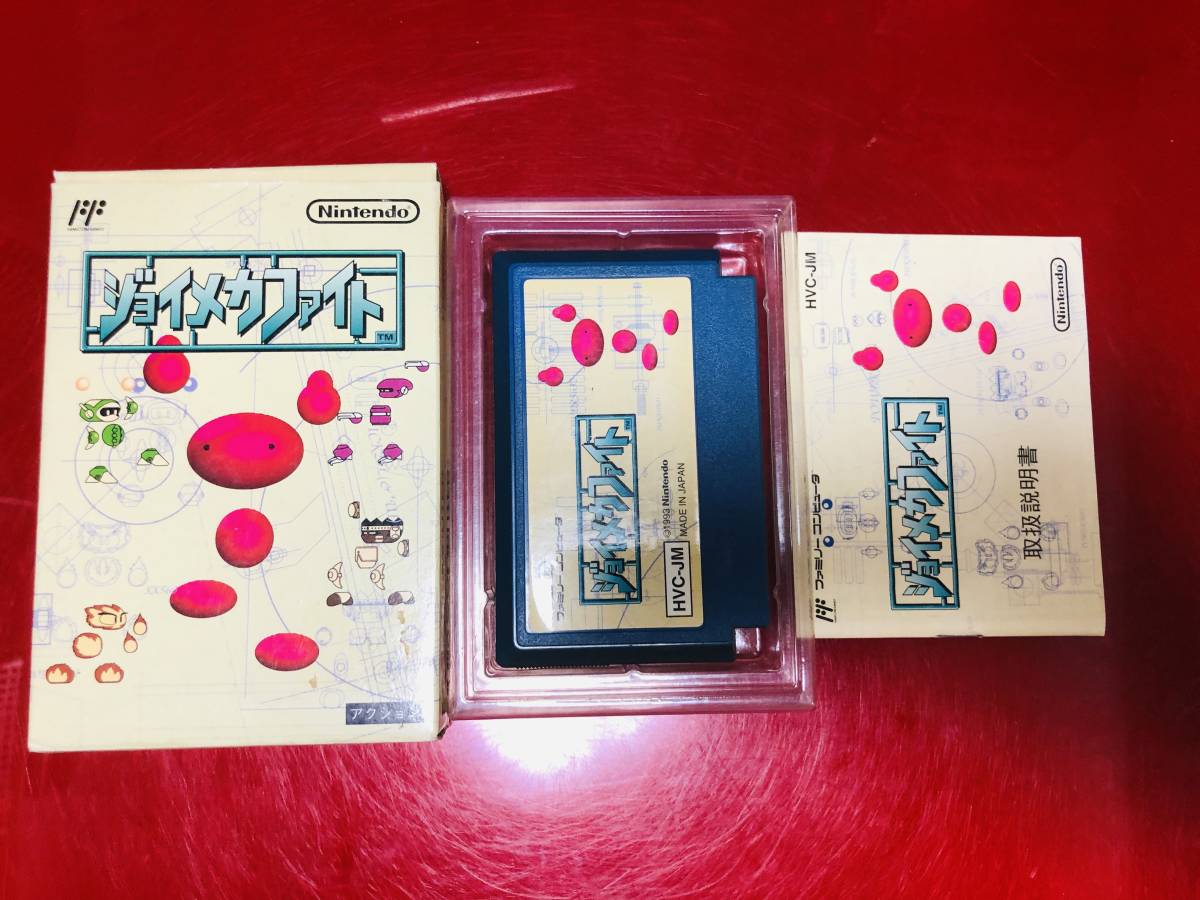 Nintendo
ジョイメカファイト
TM
アクション
ファミリーコンピュータ
ジョイメカファイト
TM
HVC-JM
©1993 Nintendo
MADE IN JAPAN
HVC-JM
Nintendo
ファミリーコンピュータ
ジョイメカファイト
TM
取扱説明書